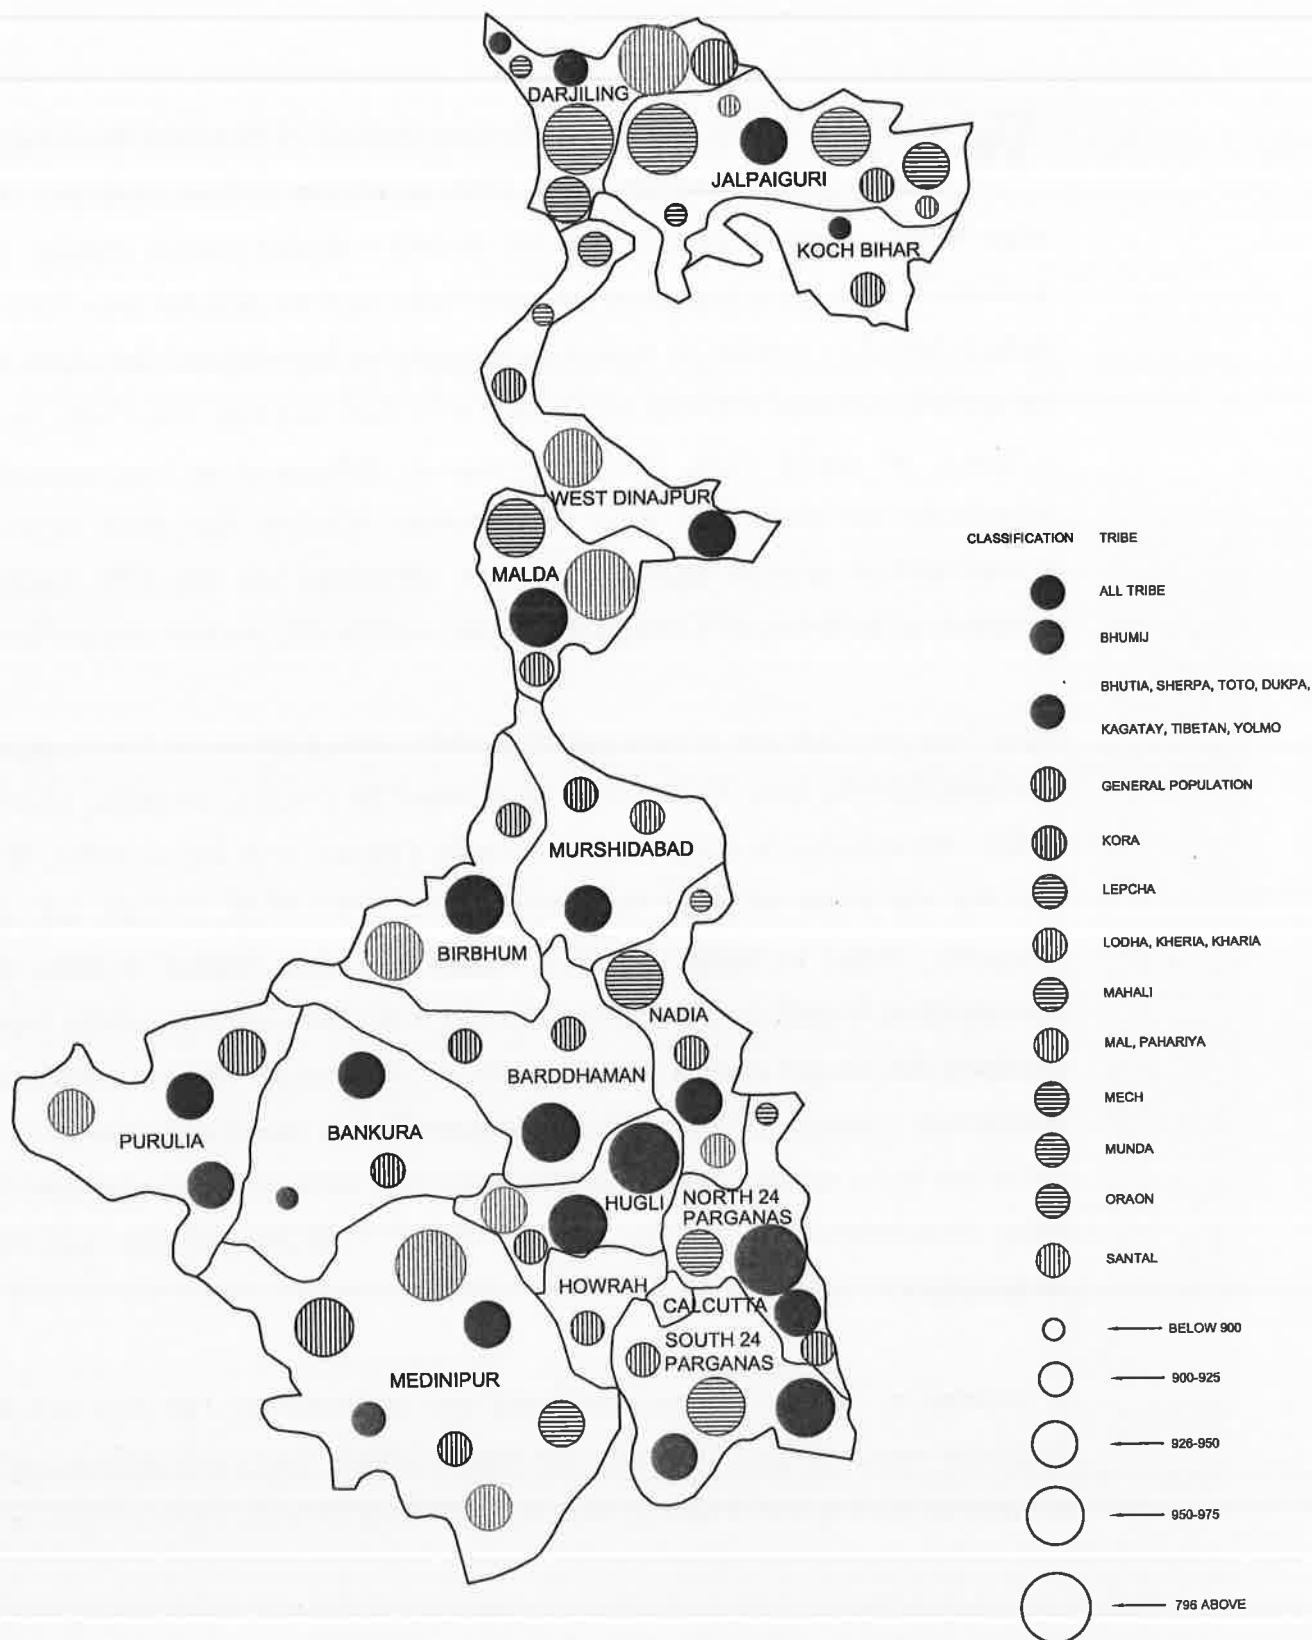 DARJILING
JALPAIGURI
KOCH BIHAR
WEST DINAJPUR
MALDA
MURSHIDABAD
BIRBHUM
NADIA
BARDDHAMAN
PURULIA
BANKURA
HUGLI
NORTH 24
PARGANAS
HOWRAH
CALCUTTA
SOUTH 24
PARGANAS
MEDINIPUR
CLASSIFICATION TRIBE
ALL TRIBE
BHUMIJ
BHUTIA, SHERPA, TOTO, DUKPA,
KAGATAY, TIBETAN, YOLMO
GENERAL POPULATION
KORA
LEPCHA
LODHA, KHERIA, KHARIA
MAHALI
MAL, PAHARIYA
MECH
MUNDA
ORAON
SANTAL
BELOW 900
900-925
926-950
950-975
796 ABOVE